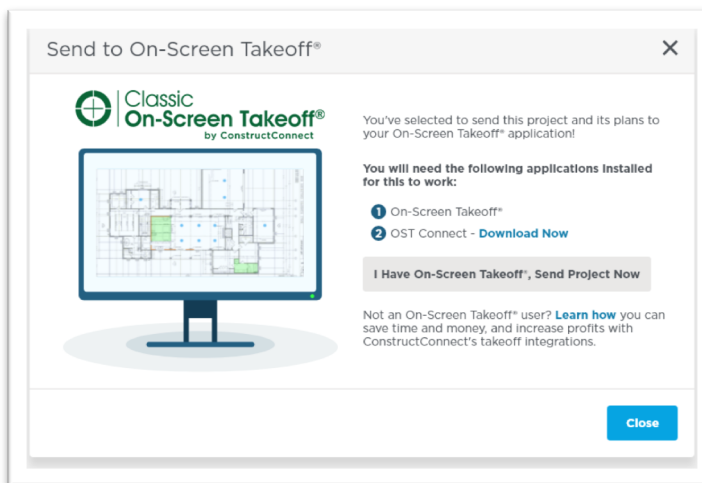 Send to On-Screen Takeoff®
Classic
On-Screen Takeoff®
by ConstructConnect
You've selected to send this project and its plans to
your On-Screen Takeoff® application!
You will need the following applications installed
for this to work:
1 On-Screen Takeoff®
2 OST Connect - Download Now
I Have On-Screen Takeoff®, Send Project Now
Not an On-Screen Takeoff® user? Learn how you can
save time and money, and increase profits with
ConstructConnect's takeoff integrations.
Close